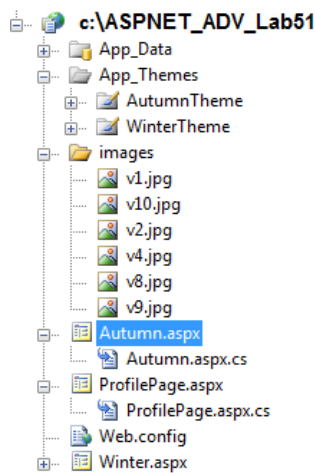 c:\ASPNET_ADV_Lab51
App_Data
App_Themes
AutumnTheme
WinterTheme
images
v1.jpg
v10.jpg
v2.jpg
v4.jpg
v8.jpg
v9.jpg
Autumn.aspx
Autumn.aspx.cs
ProfilePage.aspx
ProfilePage.aspx.cs
Web.config
Winter.aspx